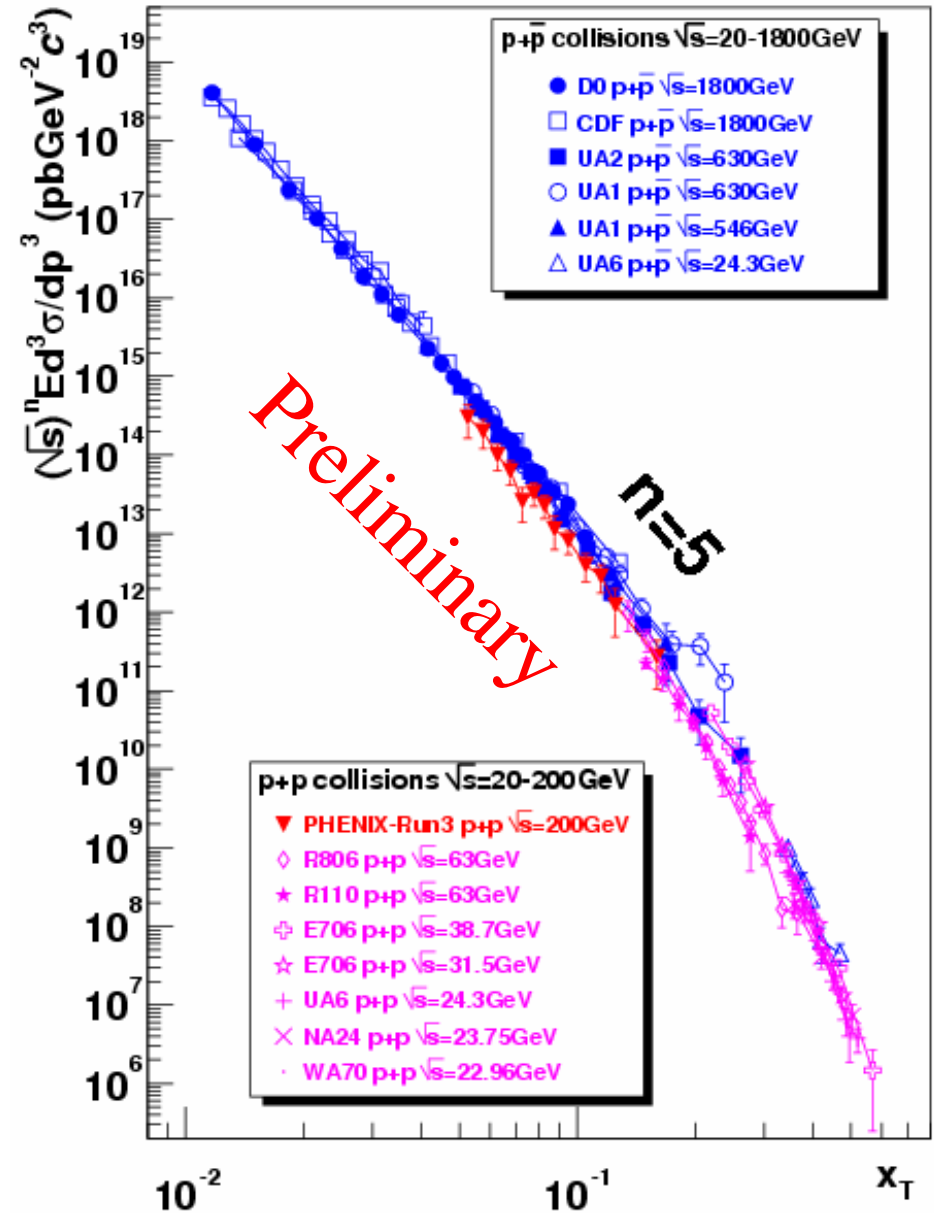 p+p̅ collisions √s=20-1800GeV
D0 p+p̅ √s=1800GeV
CDF p+p̅ √s=1800GeV
UA2 p+p̅ √s=630GeV
UA1 p+p̅ √s=630GeV
UA1 p+p̅ √s=546GeV
UA6 p+p̅ √s=24.3GeV
(√s)ⁿEd³σ/dp³ (pbGeV⁻²c³)
10¹⁹
10¹⁸
10¹⁷
10¹⁶
10¹⁵
10¹⁴
10¹³
10¹²
10¹¹
10¹⁰
10⁹
10⁸
10⁷
10⁶
Preliminary
n=5
p+p collisions √s=20-200GeV
PHENIX-Run3 p+p √s=200GeV
R806 p+p √s=63GeV
R110 p+p √s=63GeV
E706 p+p √s=38.7GeV
E706 p+p √s=31.5GeV
UA6 p+p √s=24.3GeV
NA24 p+p √s=23.75GeV
WA70 p+p √s=22.96GeV
10⁻² 10⁻¹ x_T